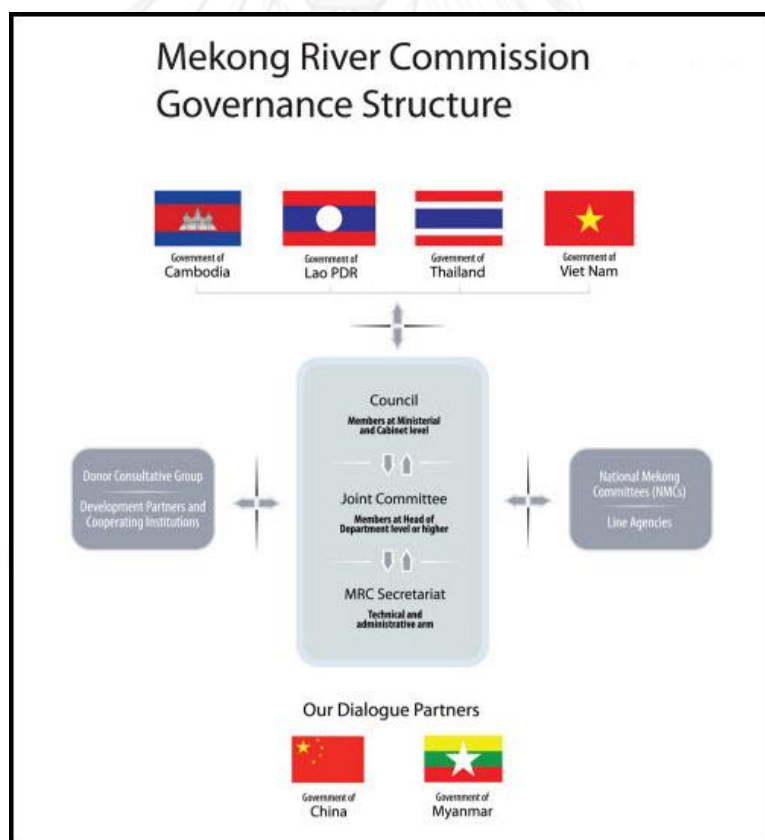 Mekong River Commission
Governance Structure
Government of
Cambodia
Government of
Lao PDR
Government of
Thailand
Government of
Viet Nam
Council
Members at Ministerial
and Cabinet level
Donor Consultative Group
Development Partners and
Cooperating Institutions
Joint Committee
Members at Head of
Department level or higher
National Mekong
Committees (NMCs)
Line Agencies
MRC Secretariat
Technical and
administrative arm
Our Dialogue Partners
Government of
China
Government of
Myanmar